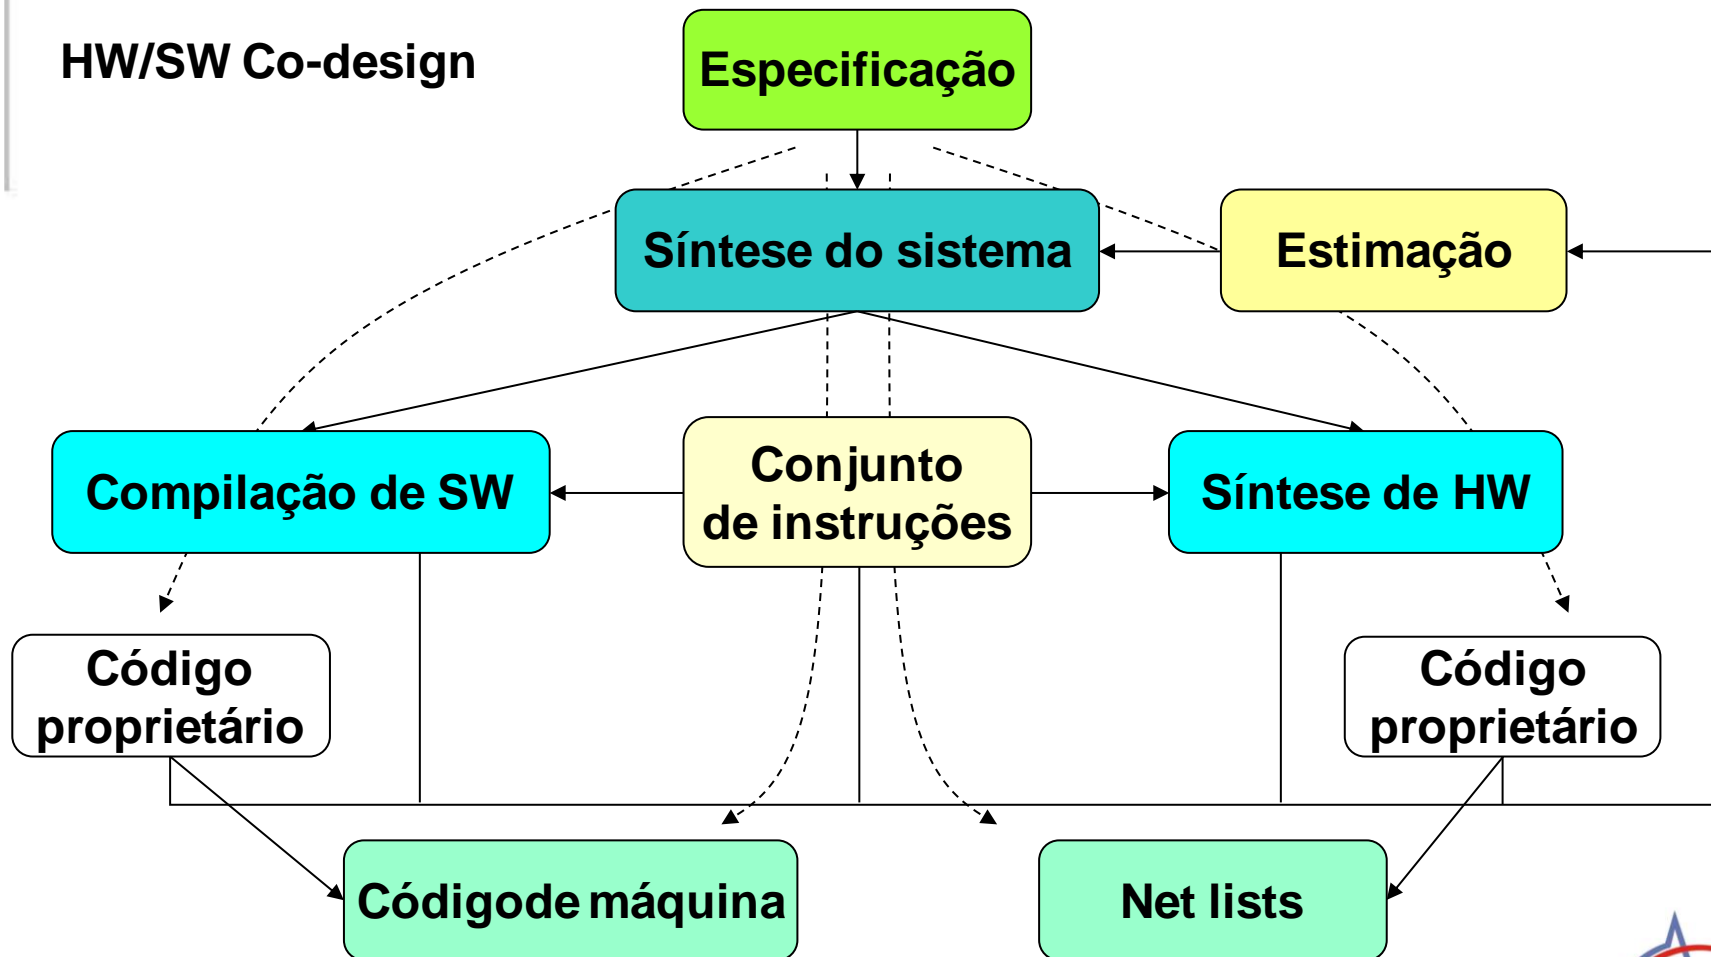 HW/SW Co-design
Especificação
Síntese do sistema
Estimação
Compilação de SW
Conjunto
de instruções
Síntese de HW
Código
proprietário
Código
proprietário
Códigode máquina
Net lists